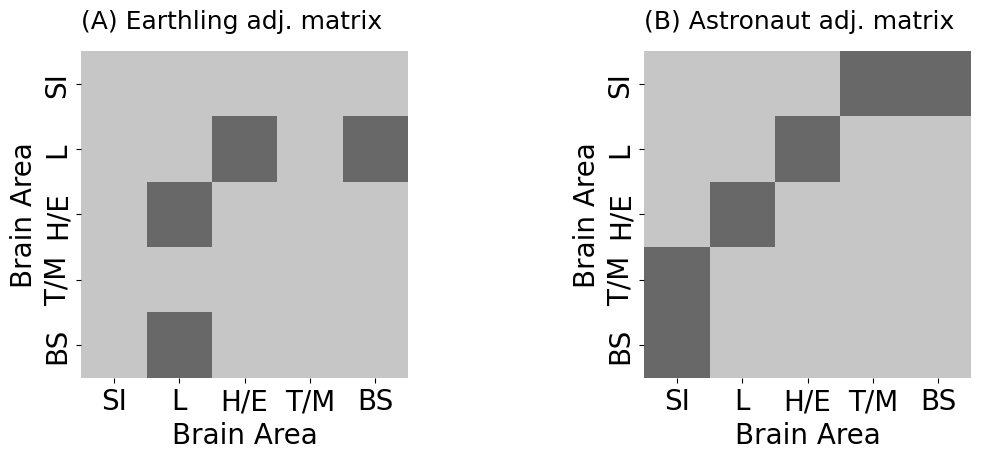 (A) Earthling adj. matrix
Brain Area
SI
L
H/E
T/M
BS
SI L H/E T/M BS
Brain Area
(B) Astronaut adj. matrix
Brain Area
SI
L
H/E
T/M
BS
SI L H/E T/M BS
Brain Area